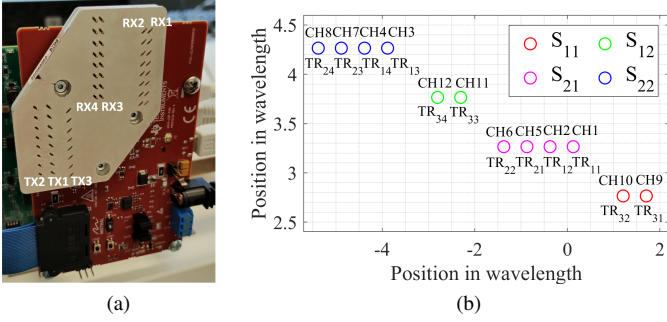 RX2 RX1
RX4 RX3
TX2 TX1 TX3
INSTRUMENTS
(a)
Position in wavelength
4.5
4
3.5
3
2.5
CH8 CH7 CH4 CH3
TR24 TR23 TR14 TR13
CH12 CH11
TR34 TR33
CH6 CH5 CH2 CH1
TR22 TR21 TR12 TR11
CH10 CH9
TR32 TR31
S11 S12
S21 S22
-4 -2 0 2
Position in wavelength
(b)